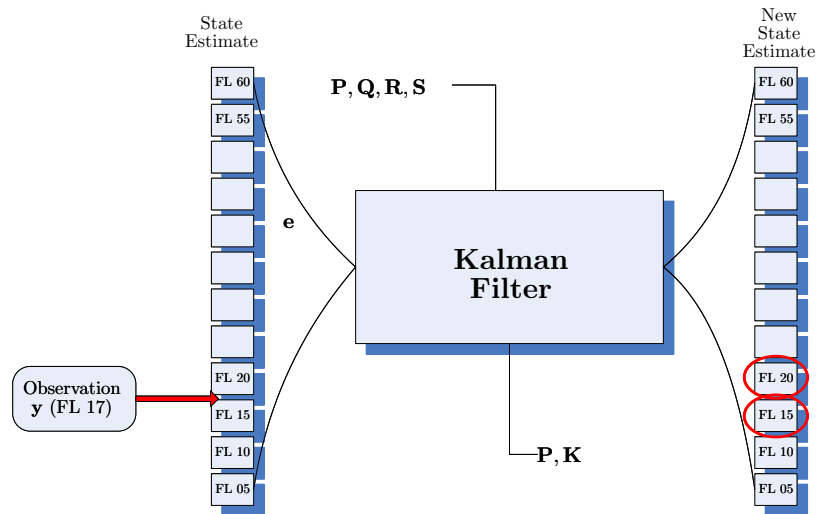 State
Estimate
FL 60
FL 55
FL 20
FL 15
FL 10
FL 05
Observation
y (FL 17)
e
P, Q, R, S
Kalman
Filter
P, K
New
State
Estimate
FL 60
FL 55
FL 20
FL 15
FL 10
FL 05